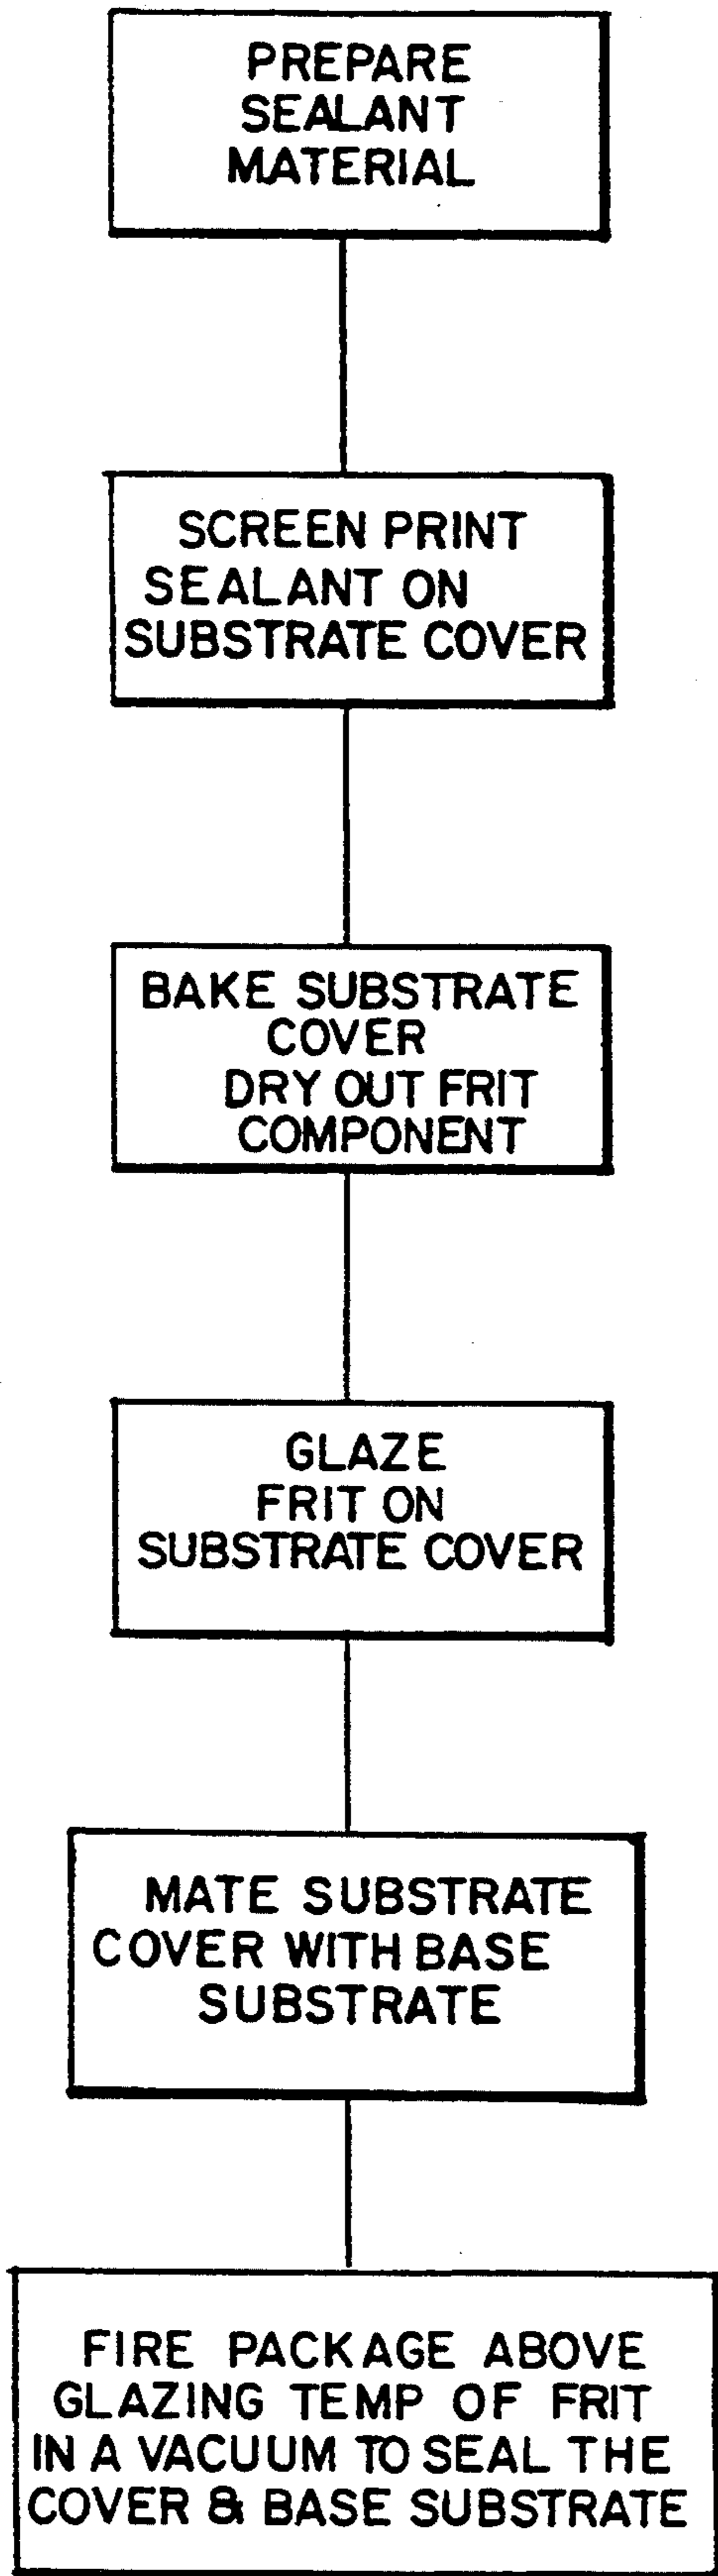 PREPARE
SEALANT
MATERIAL
SCREEN PRINT
SEALANT ON
SUBSTRATE COVER
BAKE SUBSTRATE
COVER
DRY OUT FRIT
COMPONENT
GLAZE
FRIT ON
SUBSTRATE COVER
MATE SUBSTRATE
COVER WITH BASE
SUBSTRATE
FIRE PACKAGE ABOVE
GLAZING TEMP OF FRIT
IN A VACUUM TO SEAL THE
COVER & BASE SUBSTRATE